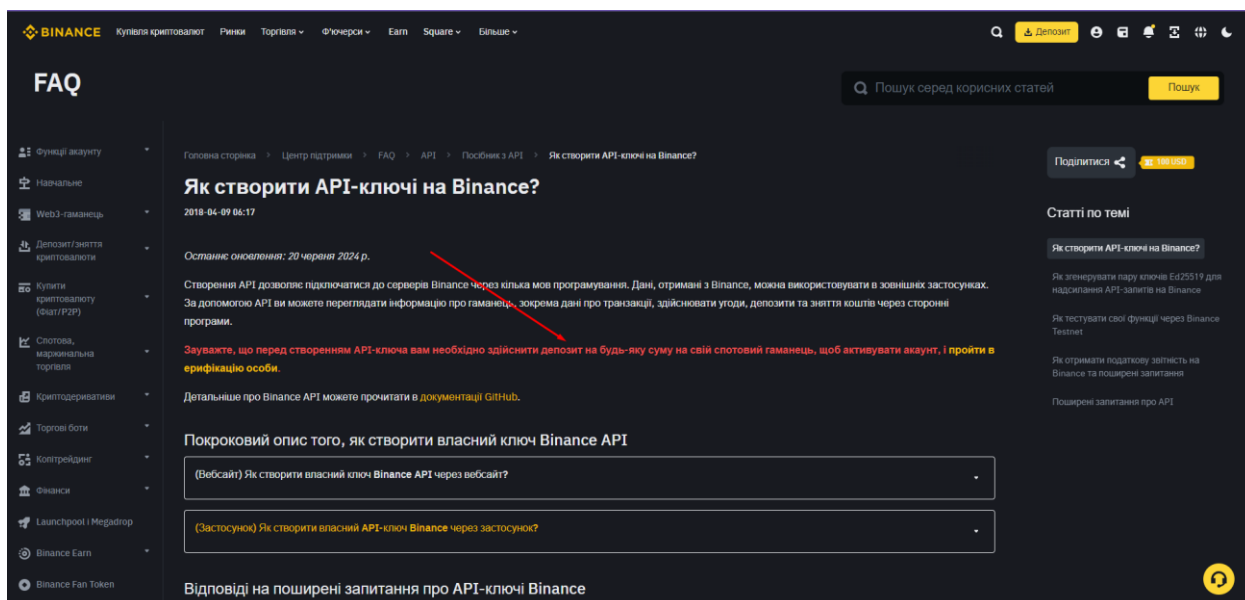 BINANCE Купівля криптовалют Ринки Торгівля Ф'ючерси Earn Square Більше Депозит
FAQ
Пошук серед корисних статей Пошук
Функції акаунту
Навчальне
Web3-гаманець
Депозит/зняття
криптовалюти
Купити
криптовалюту
(Фіат/P2P)
Спотова,
маржинальна
торгівля
Криптодеривативи
Торгові боти
Копітрейдинг
Фінанси
Launchpool і Megadrop
Binance Earn
Binance Fan Token
Головна сторінка > Центр підтримки > FAQ > API > Посібник з API > Як створити API-ключі на Binance?
Як створити API-ключі на Binance?
2018-04-09 06:17
Останнє оновлення: 20 червня 2024 р.
Створення API дозволяє підключатися до серверів Binance через кілька мов програмування. Дані, отримані з Binance, можна використовувати в зовнішніх застосунках.
За допомогою API ви можете переглядати інформацію про гаманець, зокрема дані про транзакції, здійснювати угоди, депозити та зняття коштів через сторонні
програми.
Зауважте, що перед створенням API-ключа вам необхідно здійснити депозит на будь-яку суму на свій спотовий гаманець, щоб активувати акаунт, і пройти в
ерифікацію особи.
Детальніше про Binance API можете прочитати в документації GitHub.
Покроковий опис того, як створити власний ключ Binance API
(Вебсайт) Як створити власний ключ Binance API через вебсайт?
(Застосунок) Як створити власний API-ключ Binance через застосунок?
Відповіді на поширені запитання про API-ключі Binance
Поділитися 100 USD
Статті по темі
Як створити API-ключі на Binance?
Як згенерувати пару ключів Ed25519 для
надсилання API-запитів на Binance
Як тестувати свої функції через Binance
Testnet
Як отримати податкову звітність на
Binance та поширені запитання
Поширені запитання про API